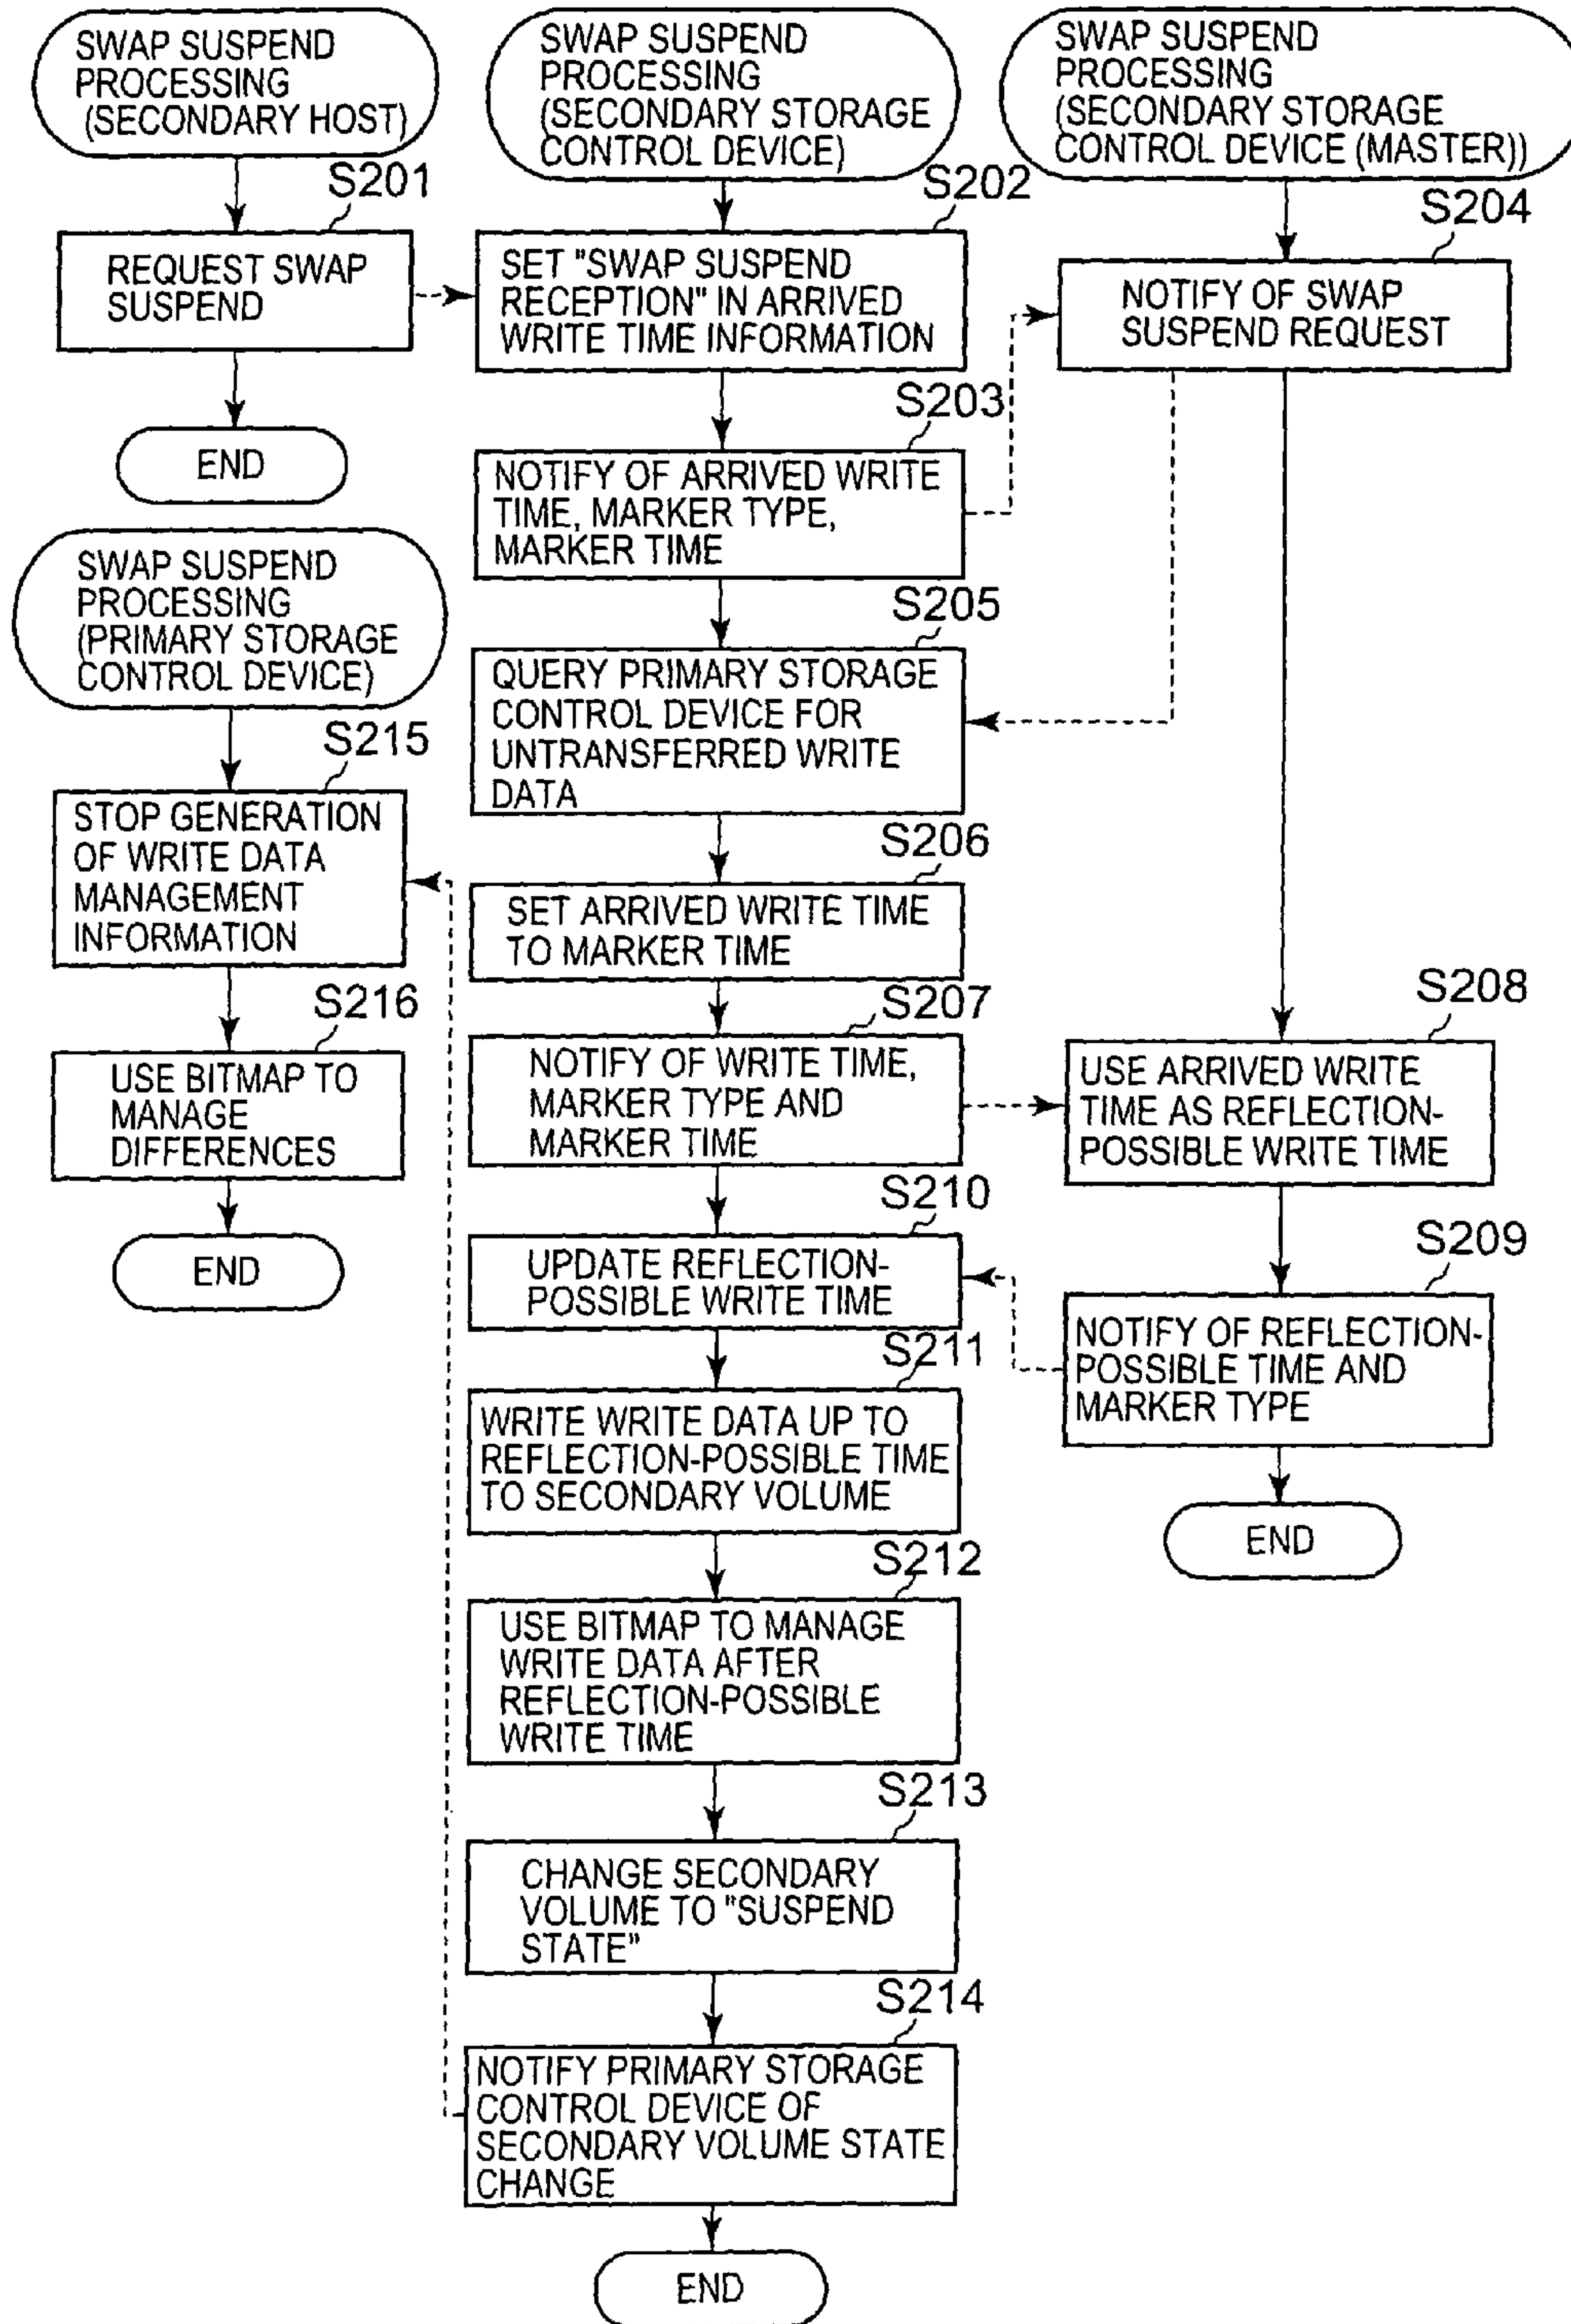 SWAP SUSPEND
PROCESSING
(SECONDARY HOST)
S201
REQUEST SWAP
SUSPEND
END
SWAP SUSPEND
PROCESSING
(PRIMARY STORAGE
CONTROL DEVICE)
S215
STOP GENERATION
OF WRITE DATA
MANAGEMENT
INFORMATION
S216
USE BITMAP TO
MANAGE
DIFFERENCES
END
SWAP SUSPEND
PROCESSING
(SECONDARY STORAGE
CONTROL DEVICE)
S202
SET "SWAP SUSPEND
RECEPTION" IN ARRIVED
WRITE TIME INFORMATION
S203
NOTIFY OF ARRIVED WRITE
TIME, MARKER TYPE,
MARKER TIME
S205
QUERY PRIMARY STORAGE
CONTROL DEVICE FOR
UNTRANSFERRED WRITE
DATA
S206
SET ARRIVED WRITE TIME
TO MARKER TIME
S207
NOTIFY OF WRITE TIME,
MARKER TYPE AND
MARKER TIME
S210
UPDATE REFLECTION-
POSSIBLE WRITE TIME
S211
WRITE WRITE DATA UP TO
REFLECTION-POSSIBLE TIME
TO SECONDARY VOLUME
S212
USE BITMAP TO MANAGE
WRITE DATA AFTER
REFLECTION-POSSIBLE
WRITE TIME
S213
CHANGE SECONDARY
VOLUME TO "SUSPEND
STATE"
S214
NOTIFY PRIMARY STORAGE
CONTROL DEVICE OF
SECONDARY VOLUME STATE
CHANGE
END
SWAP SUSPEND
PROCESSING
(SECONDARY STORAGE
CONTROL DEVICE (MASTER))
S204
NOTIFY OF SWAP
SUSPEND REQUEST
S208
USE ARRIVED WRITE
TIME AS REFLECTION-
POSSIBLE WRITE TIME
S209
NOTIFY OF REFLECTION-
POSSIBLE TIME AND
MARKER TYPE
END